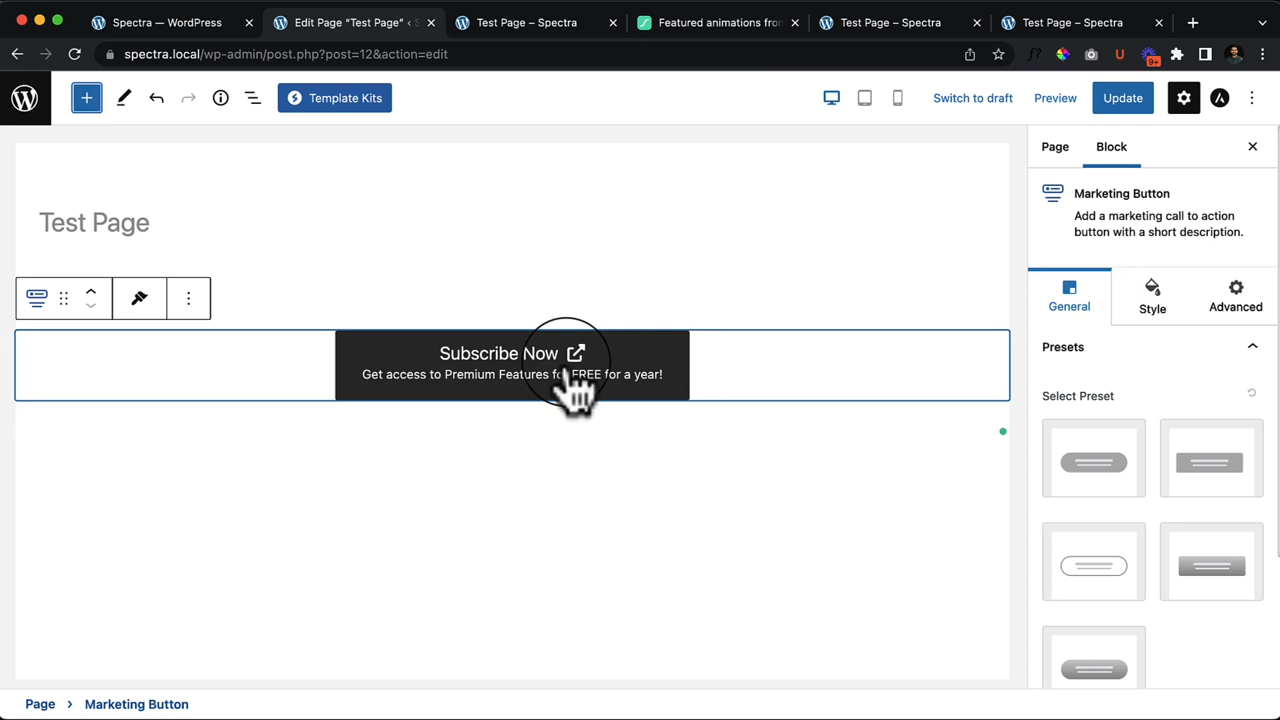 Spectra — WordPress
Edit Page “Test Page” ‹ S
Test Page – Spectra
Featured animations from
Test Page – Spectra
Test Page – Spectra
spectra.local/wp-admin/post.php?post=12&action=edit
f?
U
9+
Template Kits
Switch to draft
Preview
Update
Page
Block
Marketing Button
Add a marketing call to action
button with a short description.
Test Page
General
Style
Advanced
Presets
Subscribe Now
Get access to Premium Features for FREE for a year!
Select Preset
Page › Marketing Button